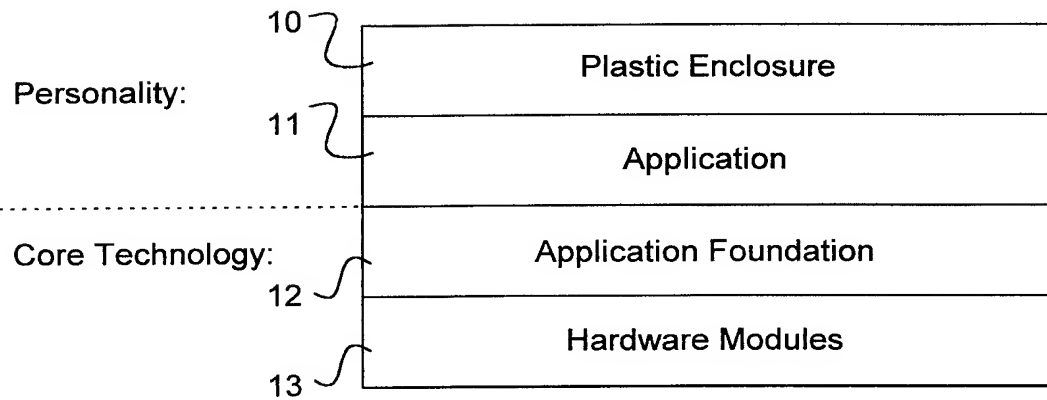 10
Plastic Enclosure
Personality:
11
Application
Core Technology:
Application Foundation
12
Hardware Modules
13